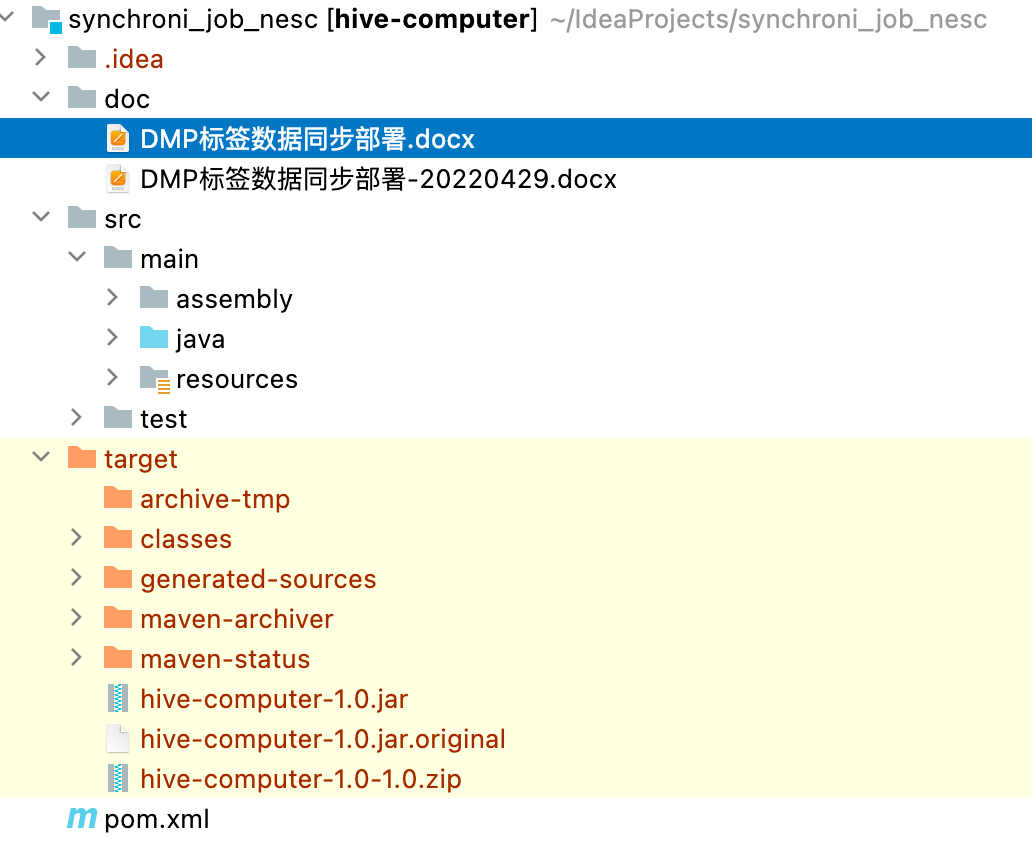 synchroni_job_nesc [hive-computer] ~/IdeaProjects/synchroni_job_nesc
.idea
doc
DMP标签数据同步部署.docx
DMP标签数据同步部署-20220429.docx
src
main
assembly
java
resources
test
target
archive-tmp
classes
generated-sources
maven-archiver
maven-status
hive-computer-1.0.jar
hive-computer-1.0.jar.original
hive-computer-1.0-1.0.zip
m pom.xml